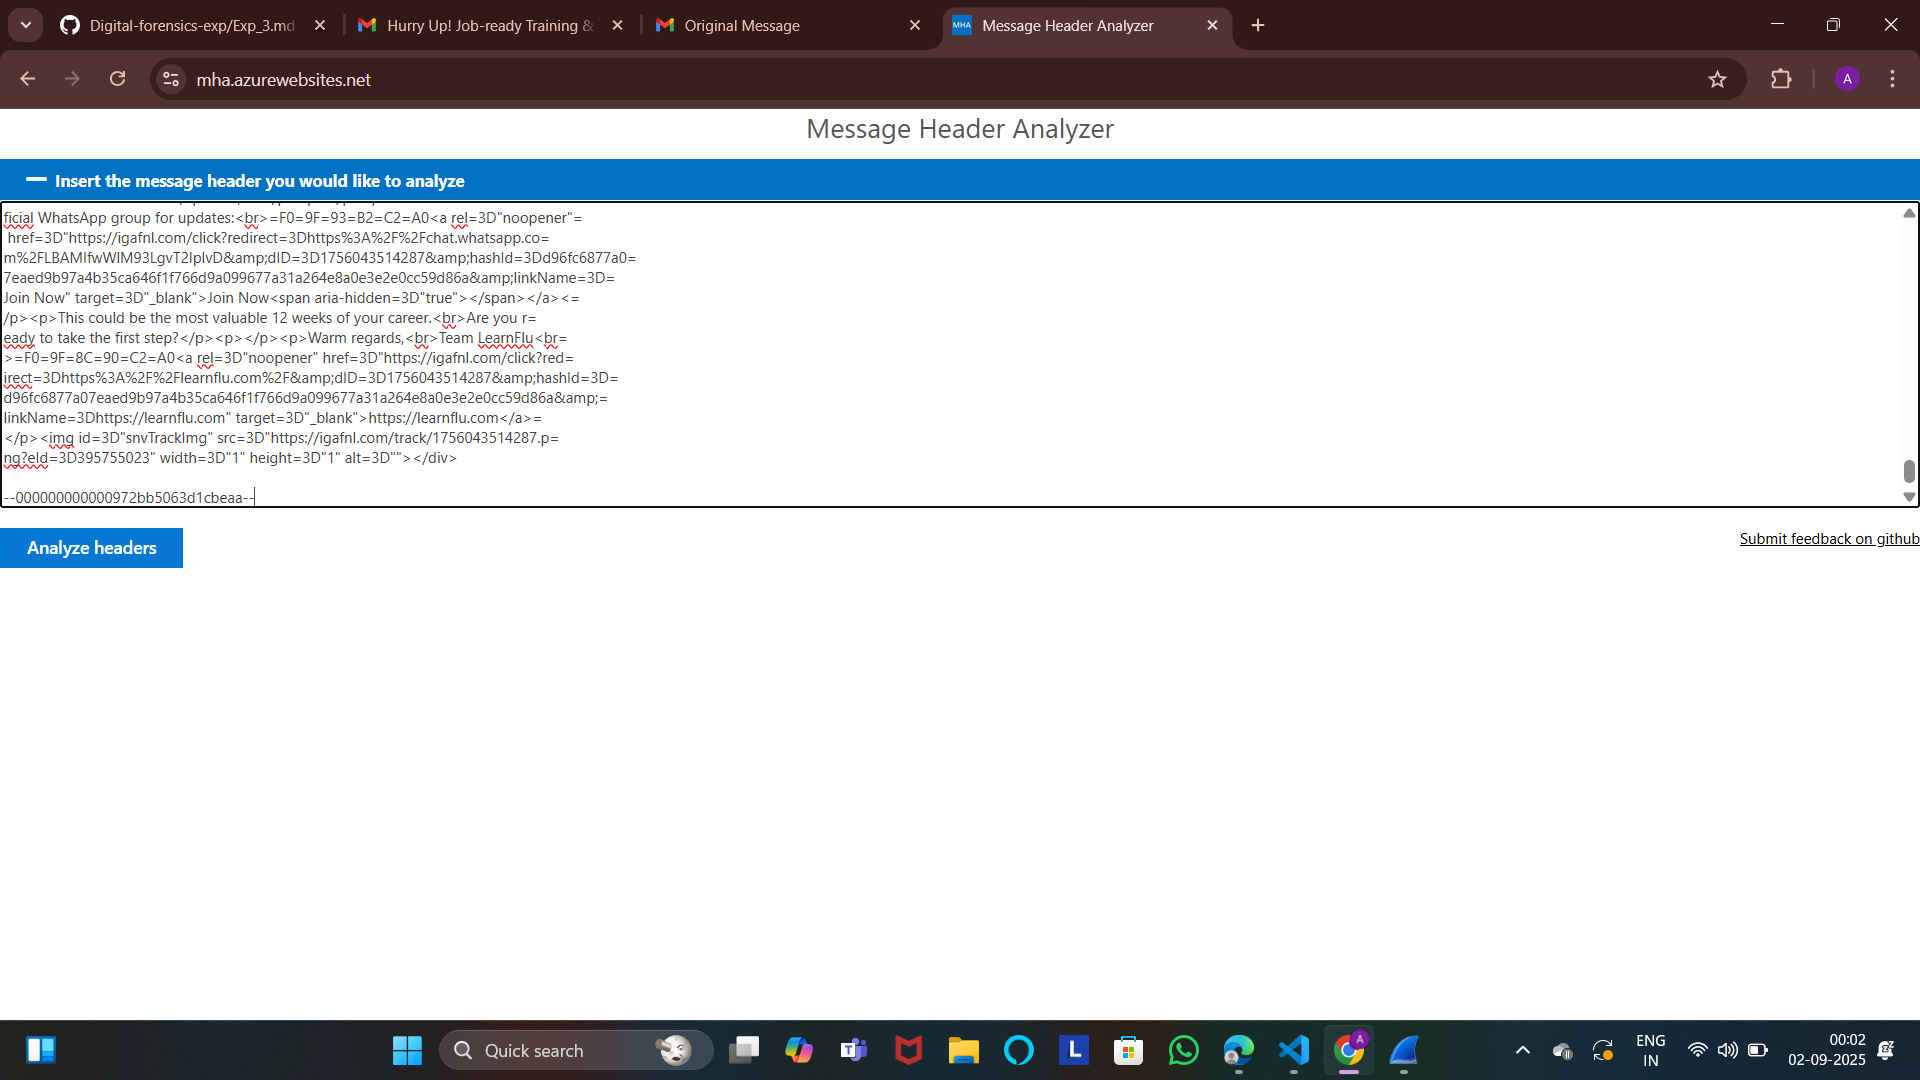 Digital-forensics-exp/Exp_3.md
Hurry Up! Job-ready Training &
Original Message
MHA
Message Header Analyzer
mha.azurewebsites.net
A
Message Header Analyzer
Insert the message header you would like to analyze
ficial WhatsApp group for updates:<br>=F0=9F=93=B2=C2=A0<a rel=3D"noopener"=
href=3D"https://igafnl.com/click?redirect=3Dhttps%3A%2F%2Fchat.whatsapp.co=
m%2FLBAMIfwWIM93LgvT2IplvD&amp;dID=3D1756043514287&amp;hashId=3Dd96fc6877a0=
7eaed9b97a4b35ca646f1f766d9a099677a31a264e8a0e3e2e0cc59d86a&amp;linkName=3D=
Join Now" target=3D"_blank">Join Now<span aria-hidden=3D"true"></span></a><=
/p><p>This could be the most valuable 12 weeks of your career.<br>Are you r=
eady to take the first step?</p><p></p><p>Warm regards,<br>Team LearnFlu<br=
>=F0=9F=8C=90=C2=A0<a rel=3D"noopener" href=3D"https://igafnl.com/click?red=
irect=3Dhttps%3A%2F%2Flearnflu.com%2F&amp;dID=3D1756043514287&amp;hashId=3D=
d96fc6877a07eaed9b97a4b35ca646f1f766d9a099677a31a264e8a0e3e2e0cc59d86a&amp;=
linkName=3Dhttps://learnflu.com" target=3D"_blank">https://learnflu.com</a>=
</p><img id=3D"snvTrackImg" src=3D"https://igafnl.com/track/1756043514287.p=
ng?eId=3D395755023" width=3D"1" height=3D"1" alt=3D""></div>
--000000000000972bb5063d1cbeaa--
Analyze headers
Submit feedback on github
Quick search
L
A
ENG
IN
00:02
02-09-2025